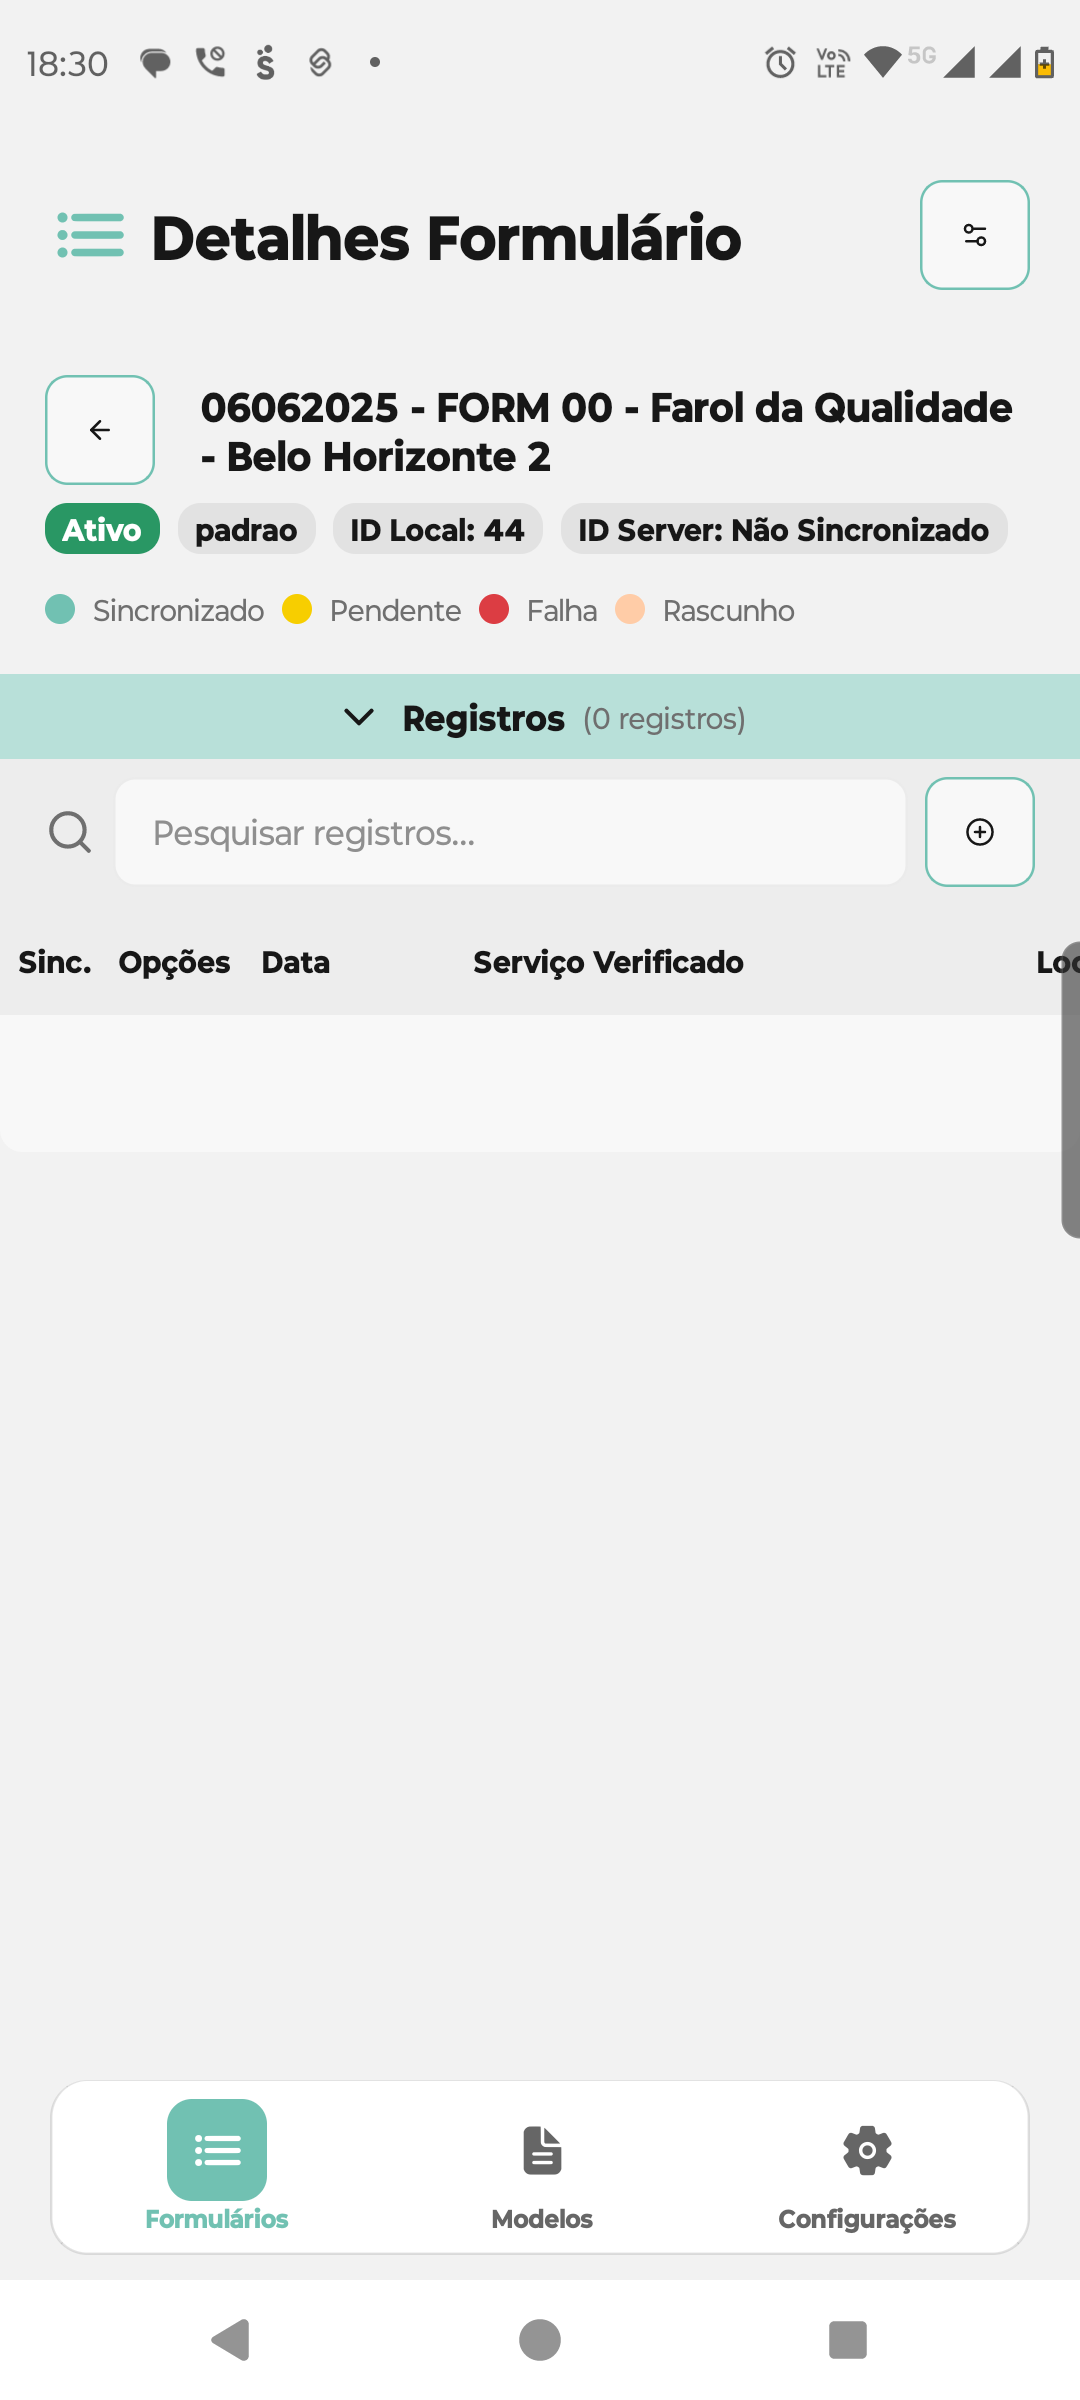 18:30
VoLTE 5G
Detalhes Formulário
06062025 - FORM 00 - Farol da Qualidade
- Belo Horizonte 2
Ativo padrao ID Local: 44 ID Server: Não Sincronizado
Sincronizado Pendente Falha Rascunho
Registros (0 registros)
Pesquisar registros...
Sinc. Opções Data Serviço Verificado
Formulários Modelos Configurações